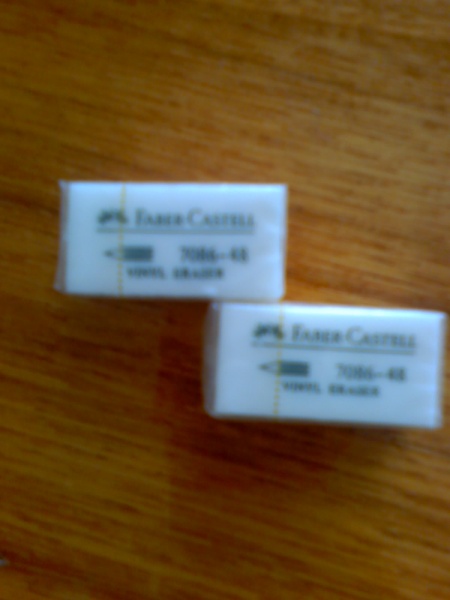 FABER-CASTELL
7086-48
VINYL ERASER
FABER-CASTELL
7086-48
VINYL ERASER